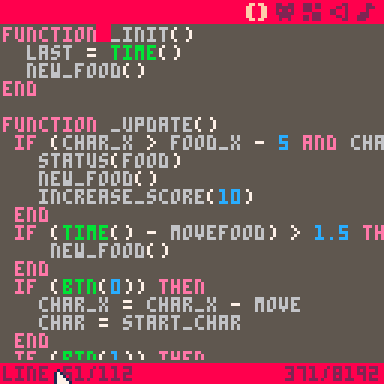 FUNCTION _INIT()
  LAST = TIME()
  NEW_FOOD()
END

FUNCTION _UPDATE()
 IF (CHAR_X > FOOD_X - 5 AND CHA
   STATUS(FOOD)
   NEW_FOOD()
   INCREASE_SCORE(10)
 END
 IF (TIME() - MOVEFOOD) > 1.5 TH
    NEW_FOOD()
 END
 IF (BTN(0)) THEN
   CHAR_X = CHAR_X - MOVE
   CHAR = START_CHAR
 END
 IF (BTN(1)) THEN
LINE 61/112 371/8192